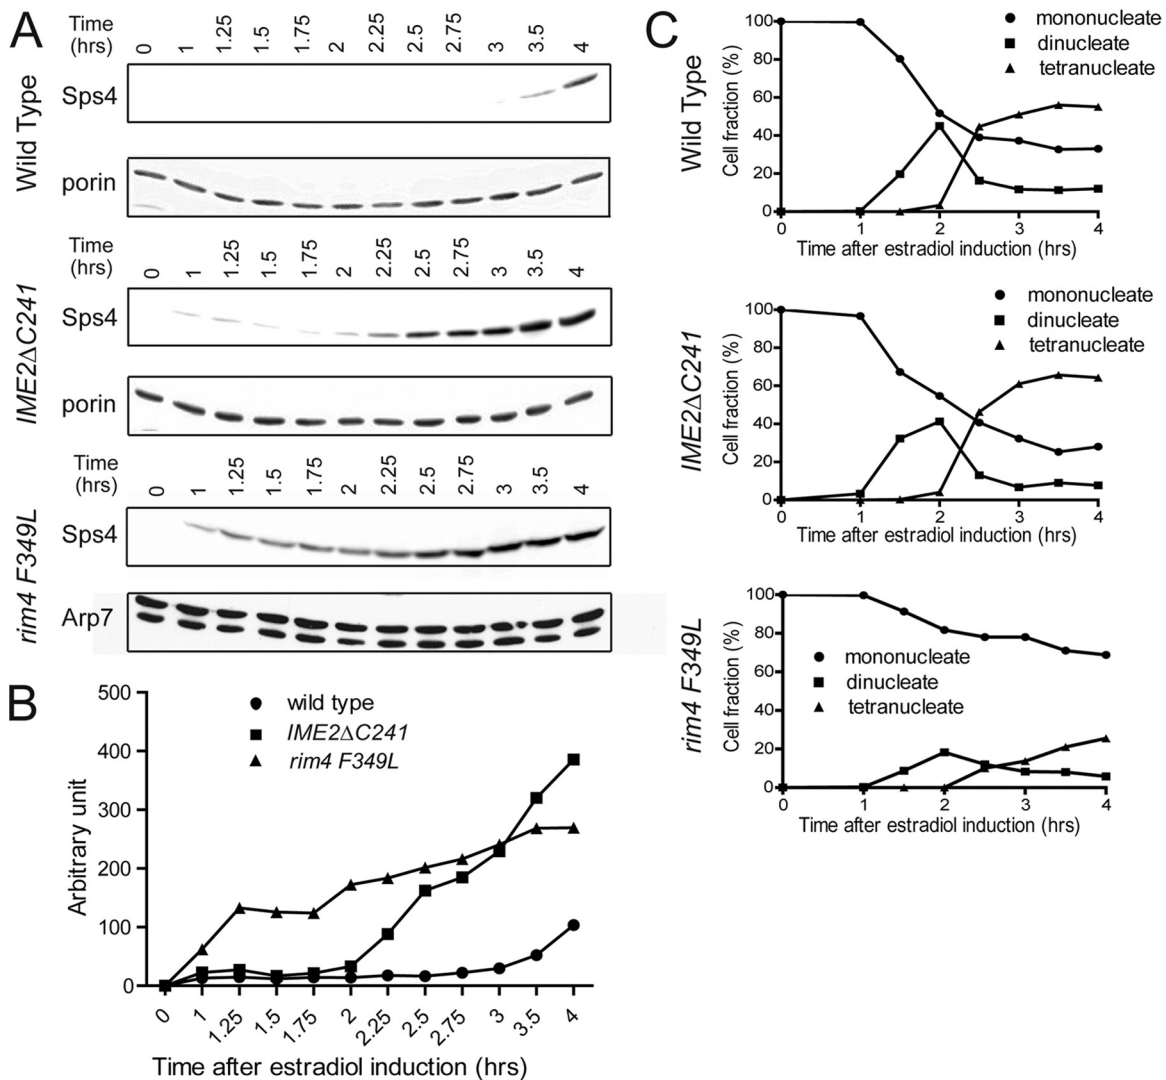 A
Time
(hrs)
0 1 1.25 1.5 1.75 2 2.25 2.5 2.75 3 3.5 4
Wild Type
Sps4
porin
Time
(hrs)
0 1 1.25 1.5 1.75 2 2.25 2.5 2.75 3 3.5 4
IME2ΔC241
Sps4
porin
Time
(hrs)
0 1 1.25 1.5 1.75 2 2.25 2.5 2.75 3 3.5 4
rim4 F349L
Sps4
Arp7
B
wild type
IME2ΔC241
rim4 F349L
Arbitrary unit
500
400
300
200
100
0
0 1 1.25 1.5 1.75 2 2.25 2.5 2.75 3 3.5 4
Time after estradiol induction (hrs)
C
Wild Type
mononucleate
dinucleate
tetranucleate
Cell fraction (%)
100
80
60
40
20
0
0 1 2 3 4
Time after estradiol induction (hrs)
IME2ΔC241
mononucleate
dinucleate
tetranucleate
Cell fraction (%)
100
80
60
40
20
0
0 1 2 3 4
Time after estradiol induction (hrs)
rim4 F349L
mononucleate
dinucleate
tetranucleate
Cell fraction (%)
100
80
60
40
20
0
0 1 2 3 4
Time after estradiol induction (hrs)